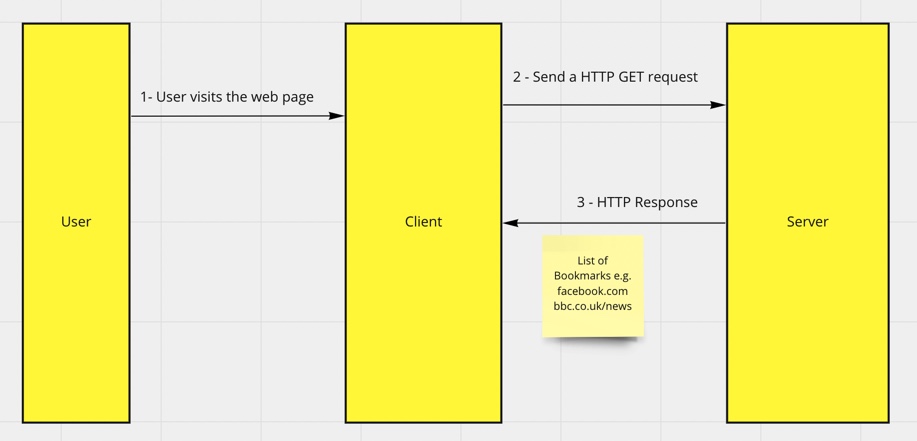 1- User visits the web page
2 - Send a HTTP GET request
3 - HTTP Response
User
Client
Server
List of
Bookmarks e.g.
facebook.com
bbc.co.uk/news